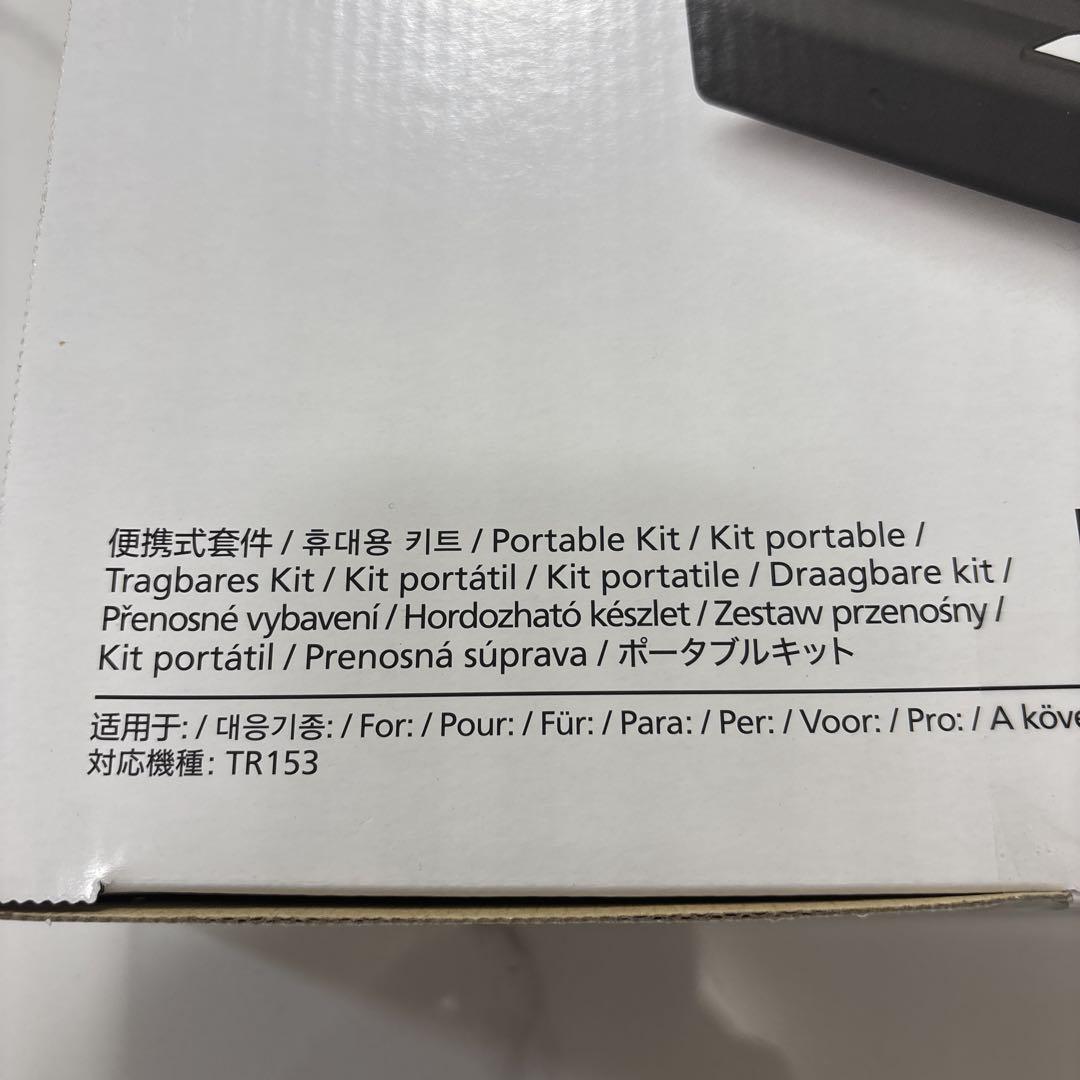 便携式套件 / 휴대용 키트 / Portable Kit / Kit portable /
Tragbares Kit / Kit portátil / Kit portatile / Draagbare kit /
Přenosné vybavení / Hordozható készlet / Zestaw przenośny /
Kit portátil / Prenosná súprava / ポータブルキット
适用于: / 대응기종: / For: / Pour: / Für: / Para: / Per: / Voor: / Pro: / A
対応機種: TR153